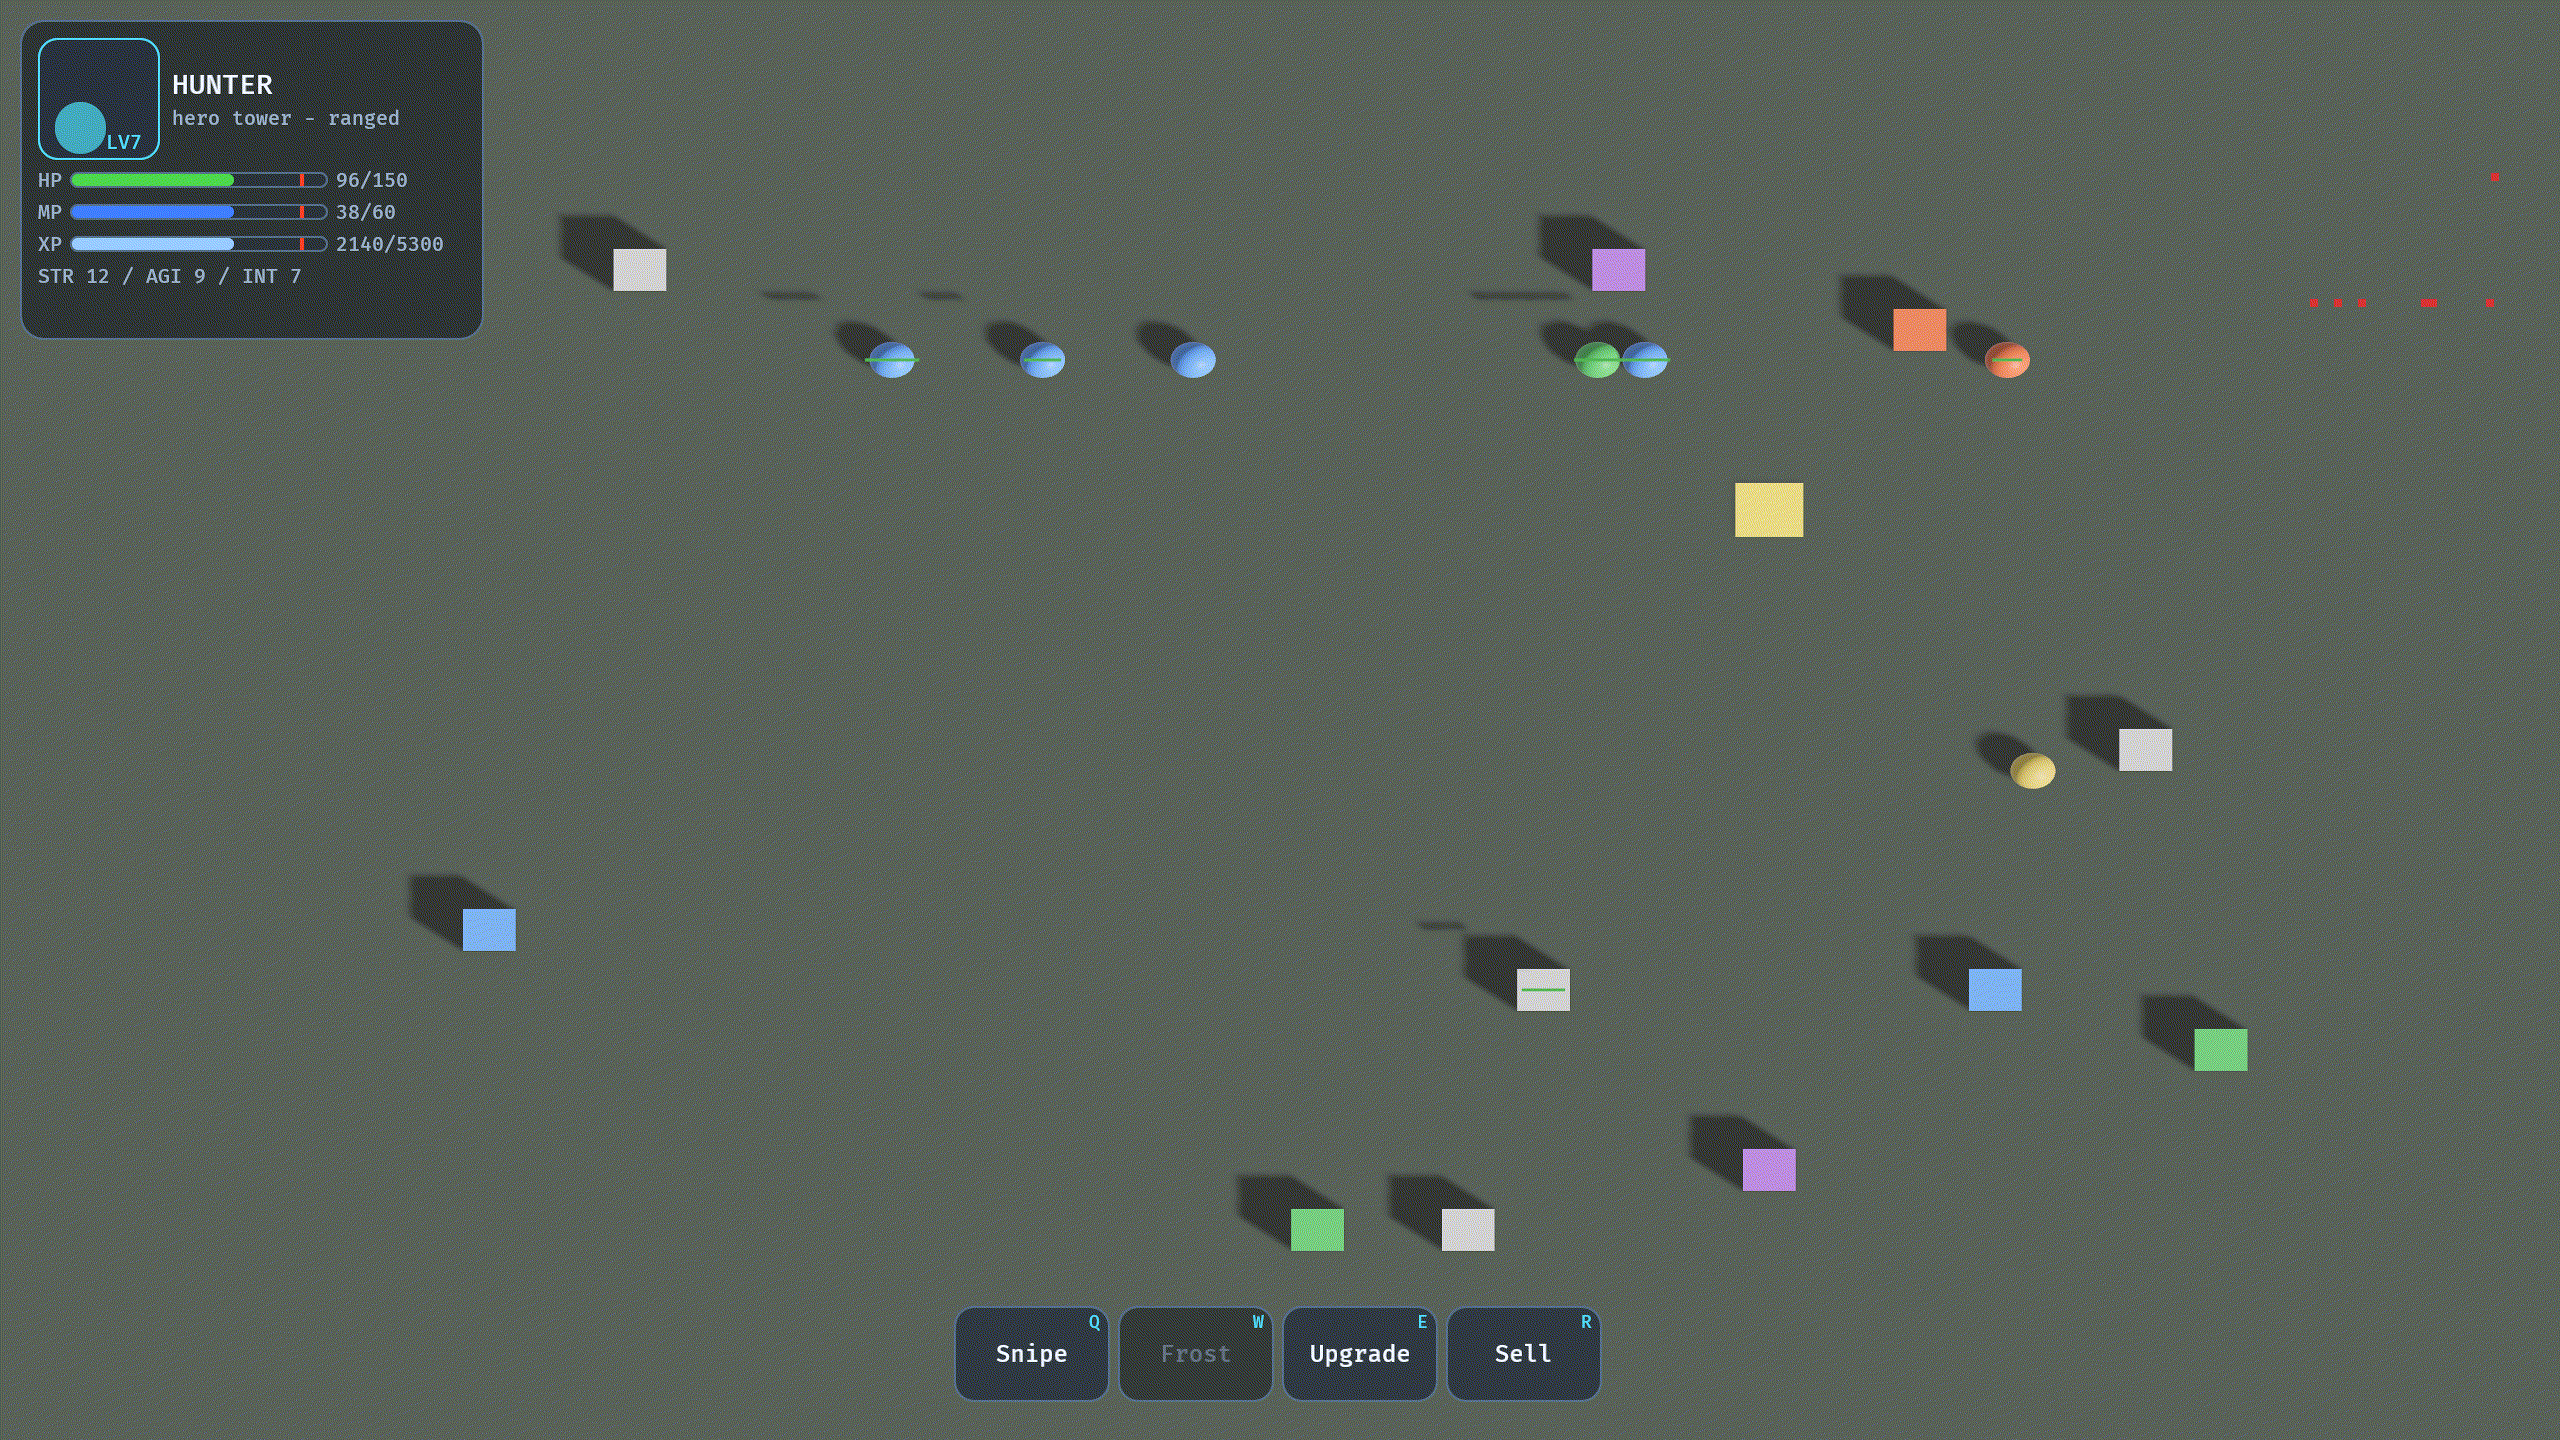 HUNTER
hero tower - ranged
LV7
HP 96/150
MP 38/60
XP 2140/5300
STR 12 / AGI 9 / INT 7
Q
Snipe
W
Frost
E
Upgrade
R
Sell